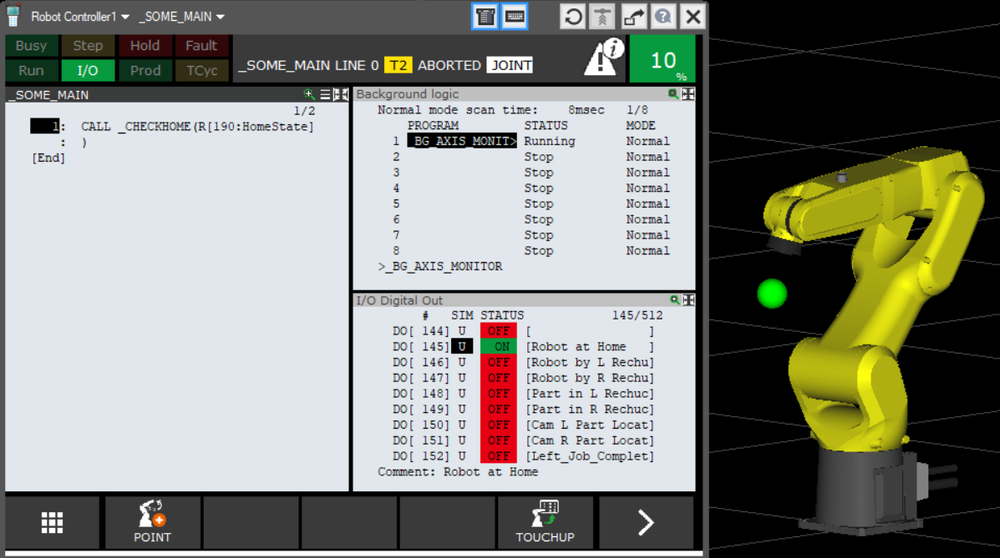 Robot Controller1 _SOME_MAIN
Busy Step Hold Fault
Run I/O Prod TCyc
_SOME_MAIN LINE 0 T2 ABORTED JOINT
10 %
_SOME_MAIN
1/2
1: CALL _CHECKHOME(R[190:HomeState]
: )
[End]
Background logic
Normal mode scan time: 8msec 1/8
PROGRAM STATUS MODE
1 _BG_AXIS_MONIT> Running Normal
2 Stop Normal
3 Stop Normal
4 Stop Normal
5 Stop Normal
6 Stop Normal
7 Stop Normal
8 Stop Normal
>_BG_AXIS_MONITOR
I/O Digital Out
# SIM STATUS 145/512
DO[ 144] U OFF [ ]
DO[ 145] U ON [Robot at Home ]
DO[ 146] U OFF [Robot by L Rechu]
DO[ 147] U OFF [Robot by R Rechu]
DO[ 148] U OFF [Part in L Rechuc]
DO[ 149] U OFF [Part in R Rechuc]
DO[ 150] U OFF [Cam L Part Locat]
DO[ 151] U OFF [Cam R Part Locat]
DO[ 152] U OFF [Left_Job_Complet]
Comment: Robot at Home
POINT
TOUCHUP